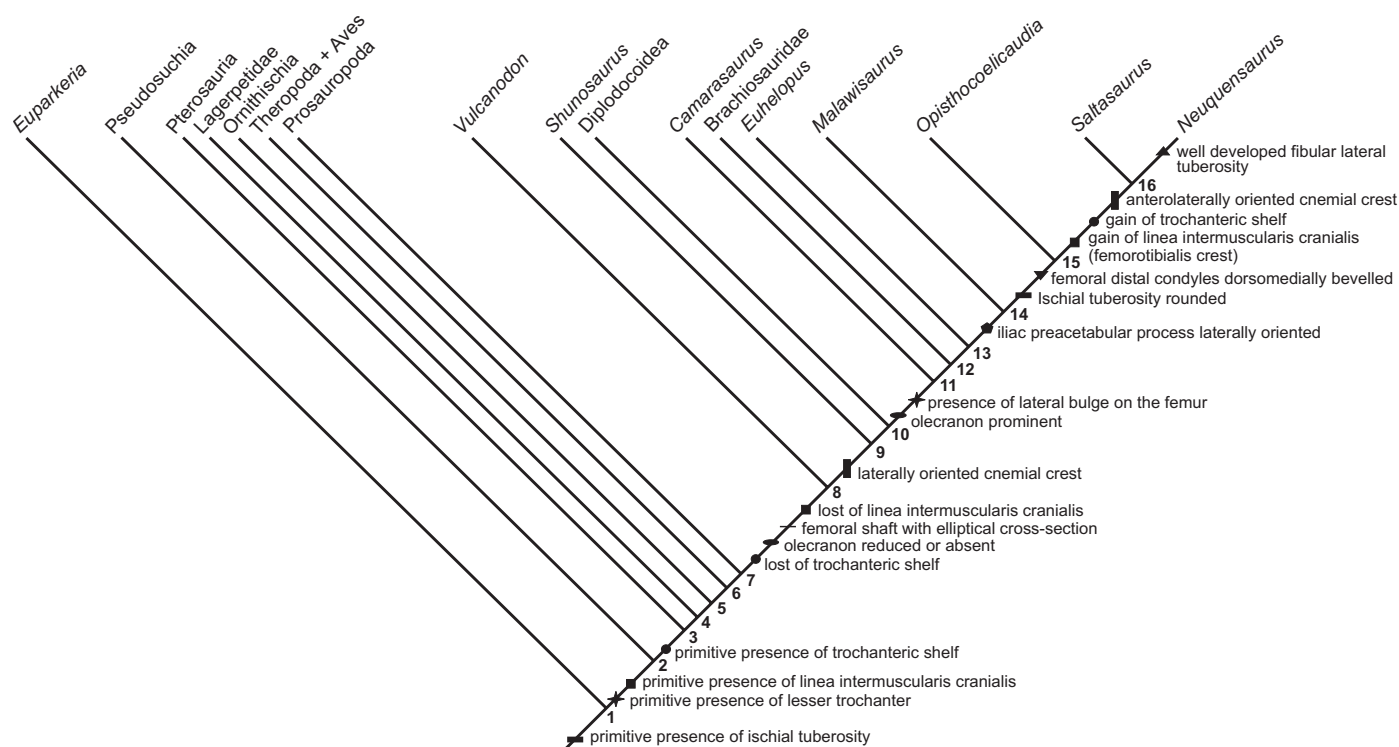 Euparkeria
Pseudosuchia
Pterosauria
Lagerpetidae
Ornithischia
Theropoda + Aves
Prosauropoda
Vulcanodon
Shunosaurus
Diplodocoidea
Camarasaurus
Brachiosauridae
Euhelopus
Malawisaurus
Opisthocoelicaudia
Saltasaurus
Neuquensaurus
well developed fibular lateral
tuberosity
16
anterolaterally oriented cnemial crest
gain of trochanteric shelf
gain of linea intermuscularis cranialis
(femorotibialis crest)
15
femoral distal condyles dorsomedially bevelled
Ischial tuberosity rounded
14
iliac preacetabular process laterally oriented
13
12
11
presence of lateral bulge on the femur
olecranon prominent
10
9
laterally oriented cnemial crest
8
lost of linea intermuscularis cranialis
femoral shaft with elliptical cross-section
olecranon reduced or absent
lost of trochanteric shelf
7
6
5
4
3
primitive presence of trochanteric shelf
2
primitive presence of linea intermuscularis cranialis
primitive presence of lesser trochanter
1
primitive presence of ischial tuberosity